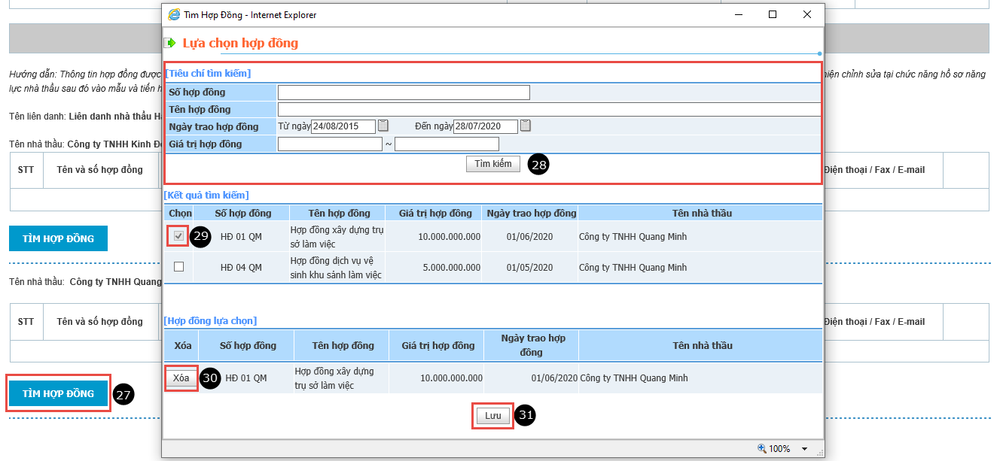 Tìm Hợp Đồng - Internet Explorer
Lựa chọn hợp đồng
Hướng dẫn: Thông tin hợp đồng được
hiện chỉnh sửa tại chức năng hồ sơ năng
lực nhà thầu sau đó vào mẫu và tiến h
Tên liên danh: Liên danh nhà thầu H
Tên nhà thầu: Công ty TNHH Kinh Đ
STT Tên và số hợp đồng Điện thoại / Fax / E-mail
TÌM HỢP ĐỒNG
Tên nhà thầu: Công ty TNHH Quang
STT Tên và số hợp đồng Điện thoại / Fax / E-mail
TÌM HỢP ĐỒNG 27
[Tiêu chí tìm kiếm]
Số hợp đồng
Tên hợp đồng
Ngày trao hợp đồng Từ ngày 24/08/2015 Đến ngày 28/07/2020
Giá trị hợp đồng ~
Tìm kiếm 28
[Kết quả tìm kiếm]
Chọn Số hợp đồng Tên hợp đồng Giá trị hợp đồng Ngày trao hợp đồng Tên nhà thầu
29 HĐ 01 QM Hợp đồng xây dựng trụ 10.000.000.000 01/06/2020 Công ty TNHH Quang Minh
sở làm việc
HĐ 04 QM Hợp đồng dịch vụ vệ 5.000.000.000 01/05/2020 Công ty TNHH Quang Minh
sinh khu sảnh làm việc
[Hợp đồng lựa chọn]
Xóa Số hợp đồng Tên hợp đồng Giá trị hợp đồng Ngày trao hợp Tên nhà thầu
đồng
Xóa 30 HĐ 01 QM Hợp đồng xây dựng 10.000.000.000 01/06/2020 Công ty TNHH Quang Minh
trụ sở làm việc
Lưu 31
100%